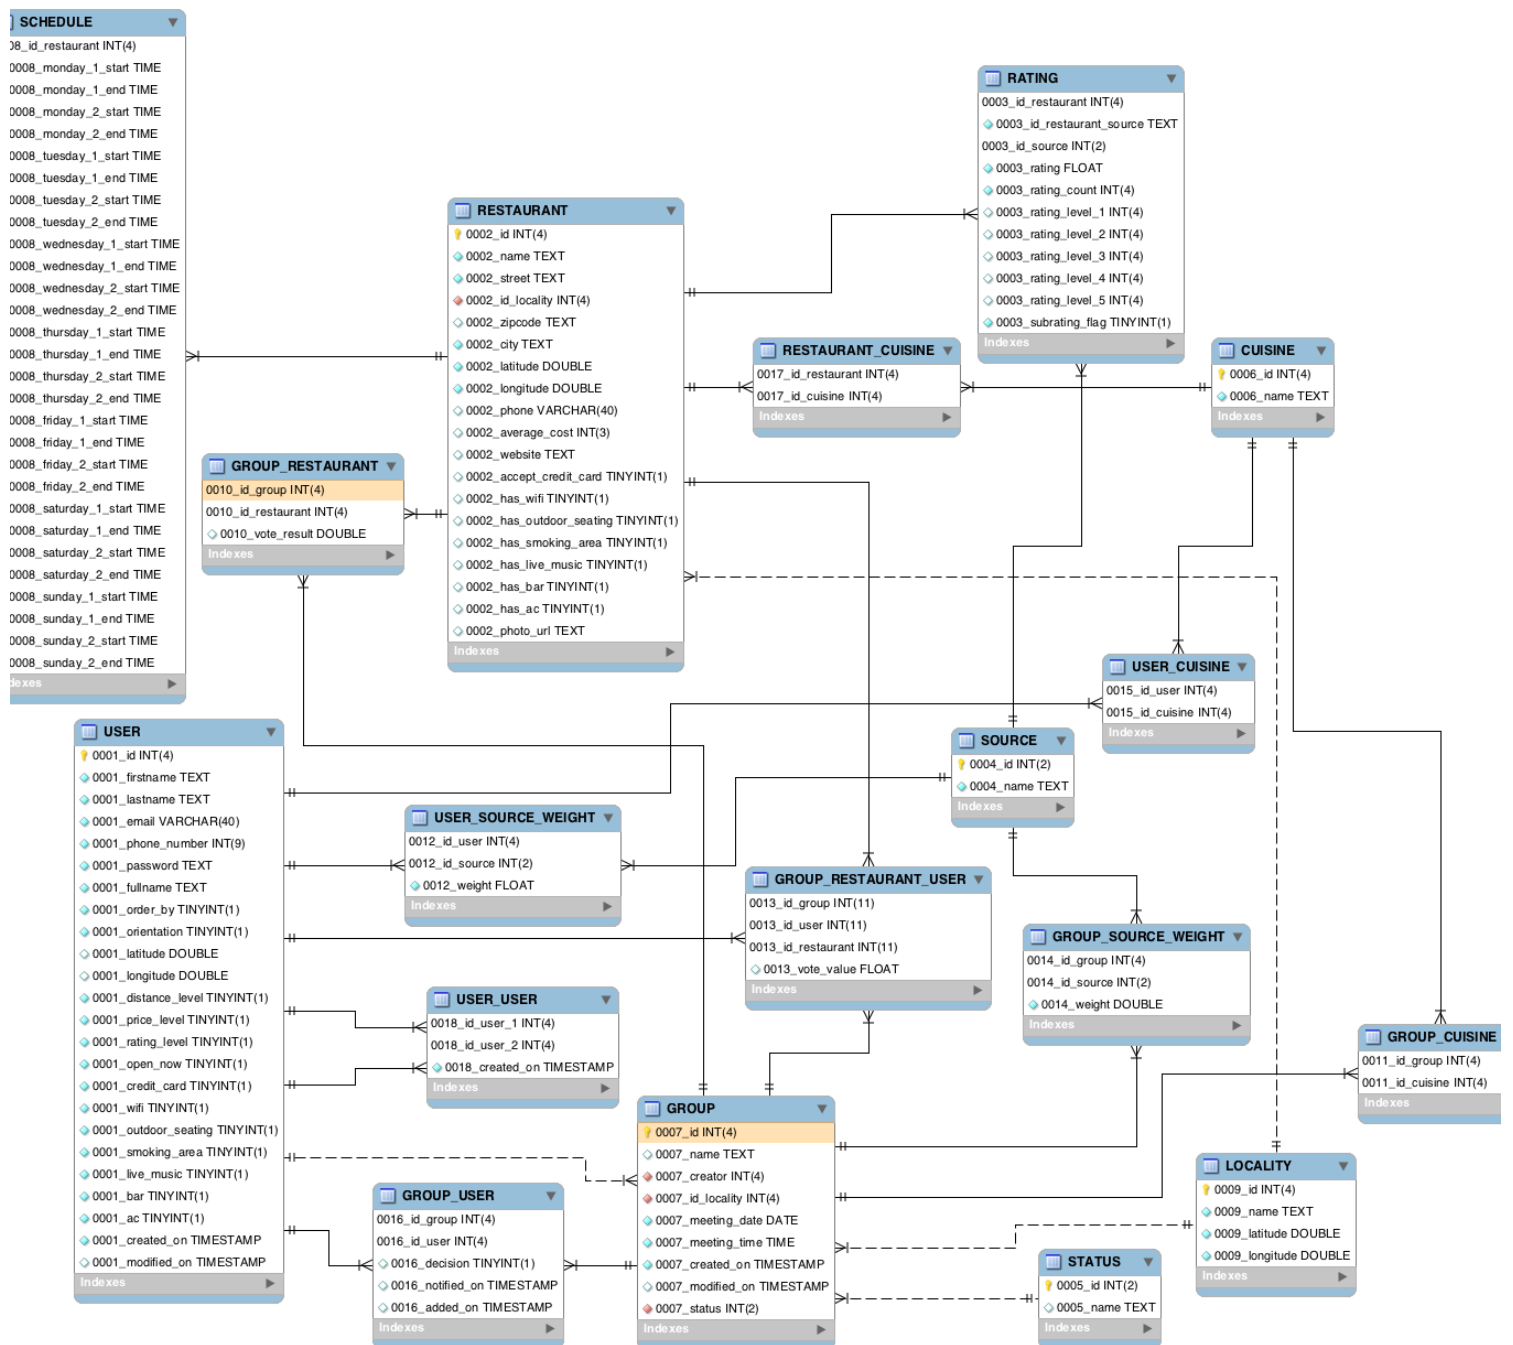 SCHEDULE
08_id_restaurant INT(4)
0008_monday_1_start TIME
0008_monday_1_end TIME
0008_monday_2_start TIME
0008_monday_2_end TIME
0008_tuesday_1_start TIME
0008_tuesday_1_end TIME
0008_tuesday_2_start TIME
0008_tuesday_2_end TIME
0008_wednesday_1_start TIME
0008_wednesday_1_end TIME
0008_wednesday_2_start TIME
0008_wednesday_2_end TIME
0008_thursday_1_start TIME
0008_thursday_1_end TIME
0008_thursday_2_start TIME
0008_thursday_2_end TIME
0008_friday_1_start TIME
0008_friday_1_end TIME
0008_friday_2_start TIME
0008_friday_2_end TIME
0008_saturday_1_start TIME
0008_saturday_1_end TIME
0008_saturday_2_start TIME
0008_saturday_2_end TIME
0008_sunday_1_start TIME
0008_sunday_1_end TIME
0008_sunday_2_start TIME
0008_sunday_2_end TIME
dexes
RESTAURANT
0002_id INT(4)
0002_name TEXT
0002_street TEXT
0002_id_locality INT(4)
0002_zipcode TEXT
0002_city TEXT
0002_latitude DOUBLE
0002_longitude DOUBLE
0002_phone VARCHAR(40)
0002_average_cost INT(3)
0002_website TEXT
0002_accept_credit_card TINYINT(1)
0002_has_wifi TINYINT(1)
0002_has_outdoor_seating TINYINT(1)
0002_has_smoking_area TINYINT(1)
0002_has_live_music TINYINT(1)
0002_has_bar TINYINT(1)
0002_has_ac TINYINT(1)
0002_photo_url TEXT
Indexes
RATING
0003_id_restaurant INT(4)
0003_id_restaurant_source TEXT
0003_id_source INT(2)
0003_rating FLOAT
0003_rating_count INT(4)
0003_rating_level_1 INT(4)
0003_rating_level_2 INT(4)
0003_rating_level_3 INT(4)
0003_rating_level_4 INT(4)
0003_rating_level_5 INT(4)
0003_subrating_flag TINYINT(1)
Indexes
RESTAURANT_CUISINE
0017_id_restaurant INT(4)
0017_id_cuisine INT(4)
Indexes
CUISINE
0006_id INT(4)
0006_name TEXT
Indexes
GROUP_RESTAURANT
0010_id_group INT(4)
0010_id_restaurant INT(4)
0010_vote_result DOUBLE
Indexes
USER_CUISINE
0015_id_user INT(4)
0015_id_cuisine INT(4)
Indexes
USER
0001_id INT(4)
0001_firstname TEXT
0001_lastname TEXT
0001_email VARCHAR(40)
0001_phone_number INT(9)
0001_password TEXT
0001_fullname TEXT
0001_order_by TINYINT(1)
0001_orientation TINYINT(1)
0001_latitude DOUBLE
0001_longitude DOUBLE
0001_distance_level TINYINT(1)
0001_price_level TINYINT(1)
0001_rating_level TINYINT(1)
0001_open_now TINYINT(1)
0001_credit_card TINYINT(1)
0001_wifi TINYINT(1)
0001_outdoor_seating TINYINT(1)
0001_smoking_area TINYINT(1)
0001_live_music TINYINT(1)
0001_bar TINYINT(1)
0001_ac TINYINT(1)
0001_created_on TIMESTAMP
0001_modified_on TIMESTAMP
Indexes
SOURCE
0004_id INT(2)
0004_name TEXT
Indexes
USER_SOURCE_WEIGHT
0012_id_user INT(4)
0012_id_source INT(2)
0012_weight FLOAT
Indexes
GROUP_RESTAURANT_USER
0013_id_group INT(11)
0013_id_user INT(11)
0013_id_restaurant INT(11)
0013_vote_value FLOAT
Indexes
GROUP_SOURCE_WEIGHT
0014_id_group INT(4)
0014_id_source INT(2)
0014_weight DOUBLE
Indexes
USER_USER
0018_id_user_1 INT(4)
0018_id_user_2 INT(4)
0018_created_on TIMESTAMP
Indexes
GROUP_CUISINE
0011_id_group INT(4)
0011_id_cuisine INT(4)
Indexes
GROUP
0007_id INT(4)
0007_name TEXT
0007_creator INT(4)
0007_id_locality INT(4)
0007_meeting_date DATE
0007_meeting_time TIME
0007_created_on TIMESTAMP
0007_modified_on TIMESTAMP
0007_status INT(2)
Indexes
GROUP_USER
0016_id_group INT(4)
0016_id_user INT(4)
0016_decision TINYINT(1)
0016_notified_on TIMESTAMP
0016_added_on TIMESTAMP
Indexes
LOCALITY
0009_id INT(4)
0009_name TEXT
0009_latitude DOUBLE
0009_longitude DOUBLE
Indexes
STATUS
0005_id INT(2)
0005_name TEXT
Indexes